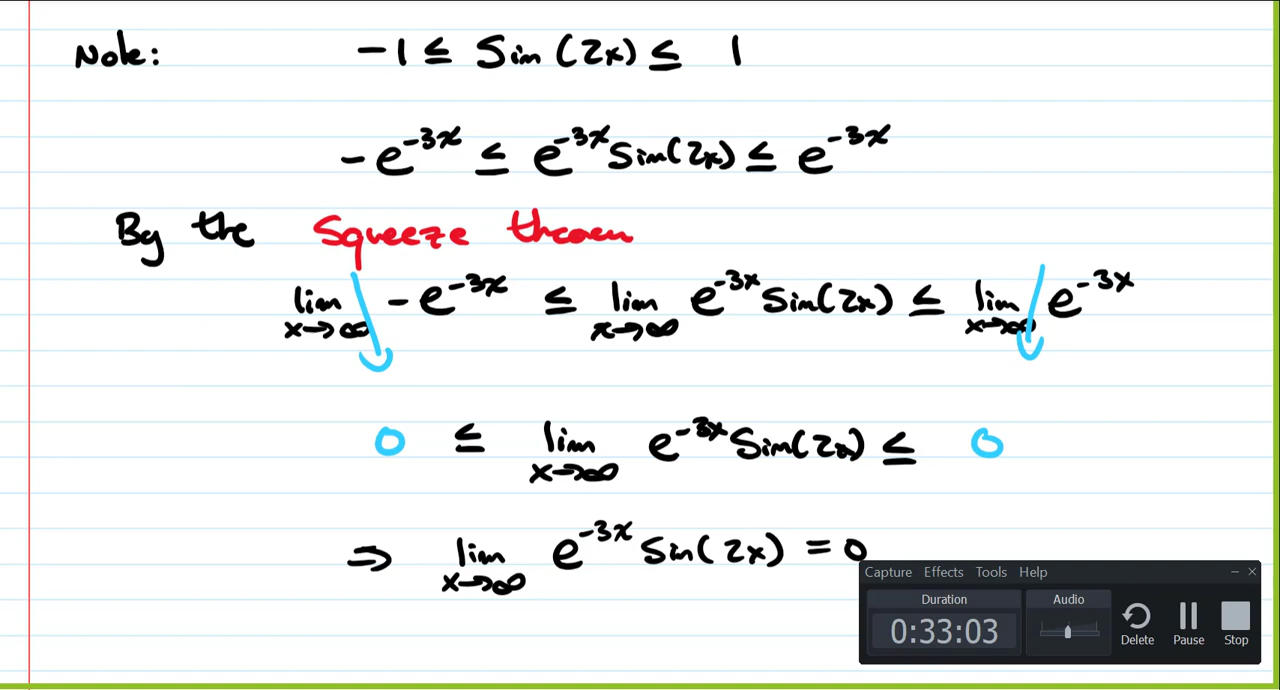 Note: -1 ≤ Sin (2x) ≤ 1
-e^{-3x} ≤ e^{-3x} Sin(2x) ≤ e^{-3x}
By the Squeeze theorem
lim_{x→∞} -e^{-3x} ≤ lim_{x→∞} e^{-3x} Sin(2x) ≤ lim_{x→∞} e^{-3x}
0 ≤ lim_{x→∞} e^{-3x} Sin(2x) ≤ 0
⇒ lim_{x→∞} e^{-3x} Sin(2x) = 0
Capture Effects Tools Help
Duration Audio
0:33:03
Delete Pause Stop